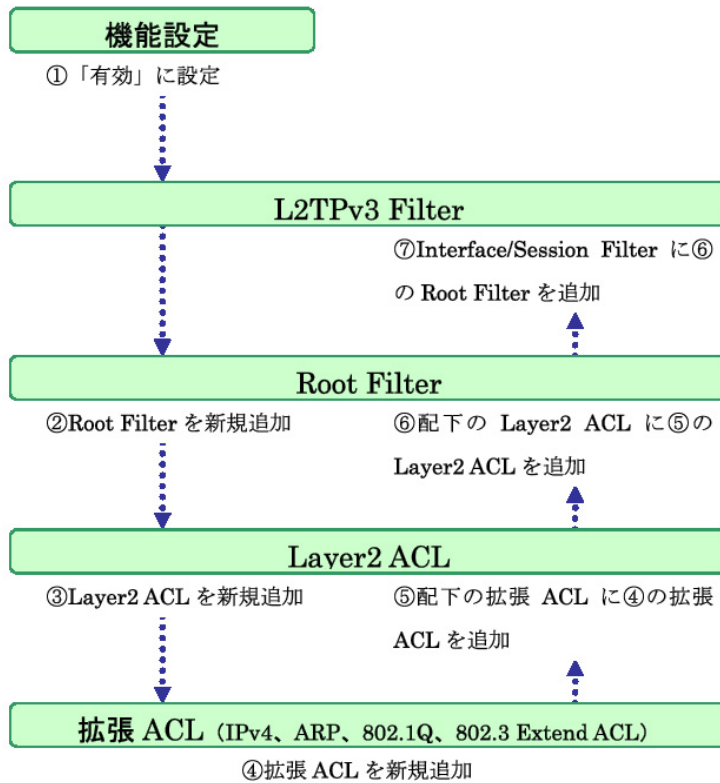 機能設定
①「有効」に設定
L2TPv3 Filter
⑦Interface/Session Filter に⑥
の Root Filter を追加
Root Filter
②Root Filter を新規追加
⑥配下の Layer2 ACL に⑤の
Layer2 ACL を追加
Layer2 ACL
③Layer2 ACL を新規追加
⑤配下の拡張 ACL に④の拡張
ACL を追加
拡張 ACL（IPv4、ARP、802.1Q、802.3 Extend ACL）
④拡張 ACL を新規追加